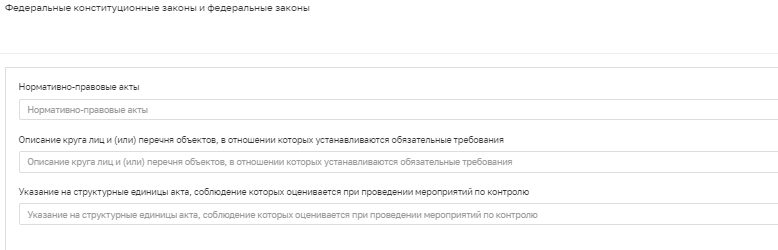 Федеральные конституционные законы и федеральные законы
Нормативно-правовые акты
Нормативно-правовые акты
Описание круга лиц и (или) перечня объектов, в отношении которых устанавливаются обязательные требования
Описание круга лиц и (или) перечня объектов, в отношении которых устанавливаются обязательные требования
Указание на структурные единицы акта, соблюдение которых оценивается при проведении мероприятий по контролю
Указание на структурные единицы акта, соблюдение которых оценивается при проведении мероприятий по контролю